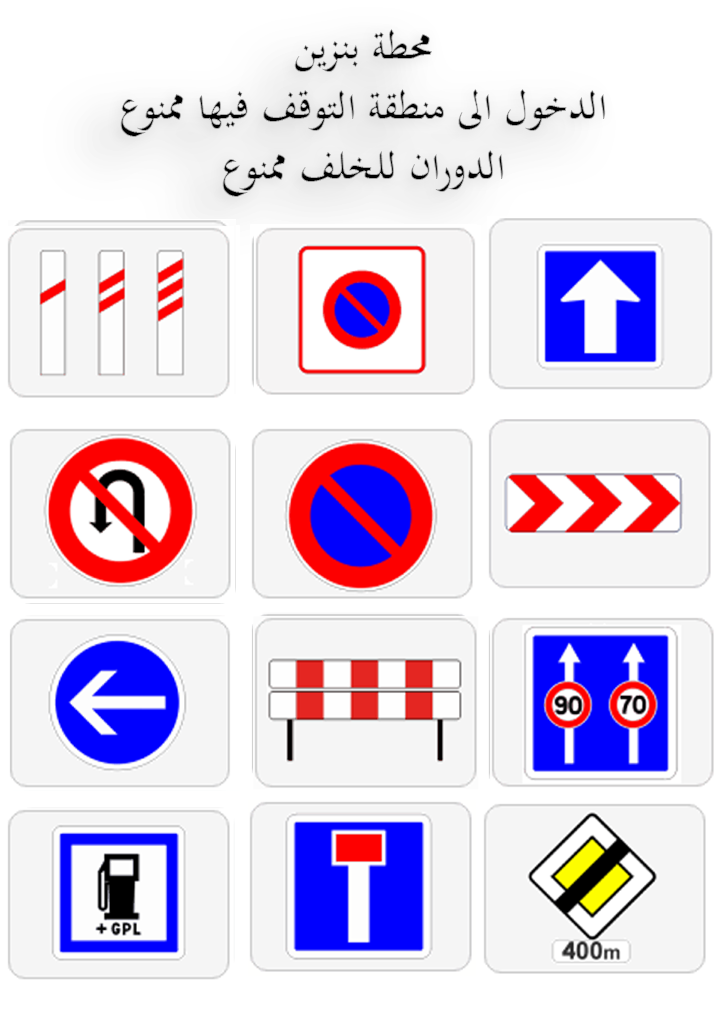 محطة بنزين
الدخول الى منطقة التوقف فيها ممنوع
الدوران للخلف ممنوع
90 70
+ GPL
400m